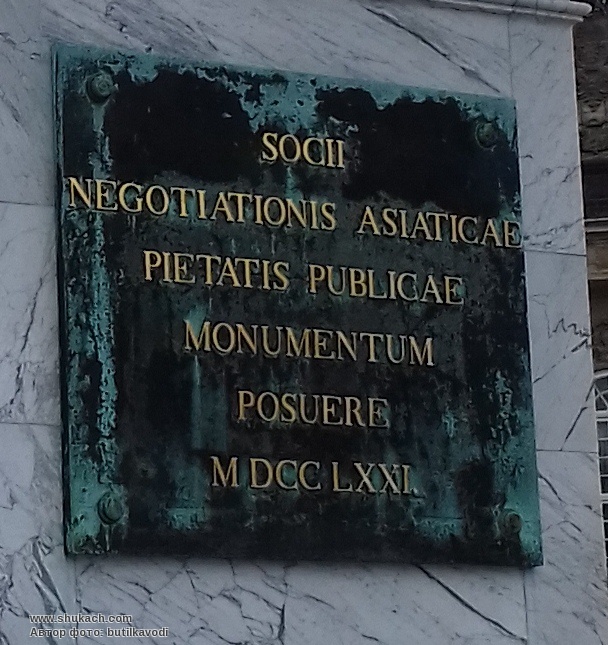 SOCII
NEGOTIATIONIS ASIATICAE
PIETATIS PUBLICAE
MONUMENTUM
POSUERE
M DCC LXXI.
www.shukach.com
Автор фото: butilkavodi